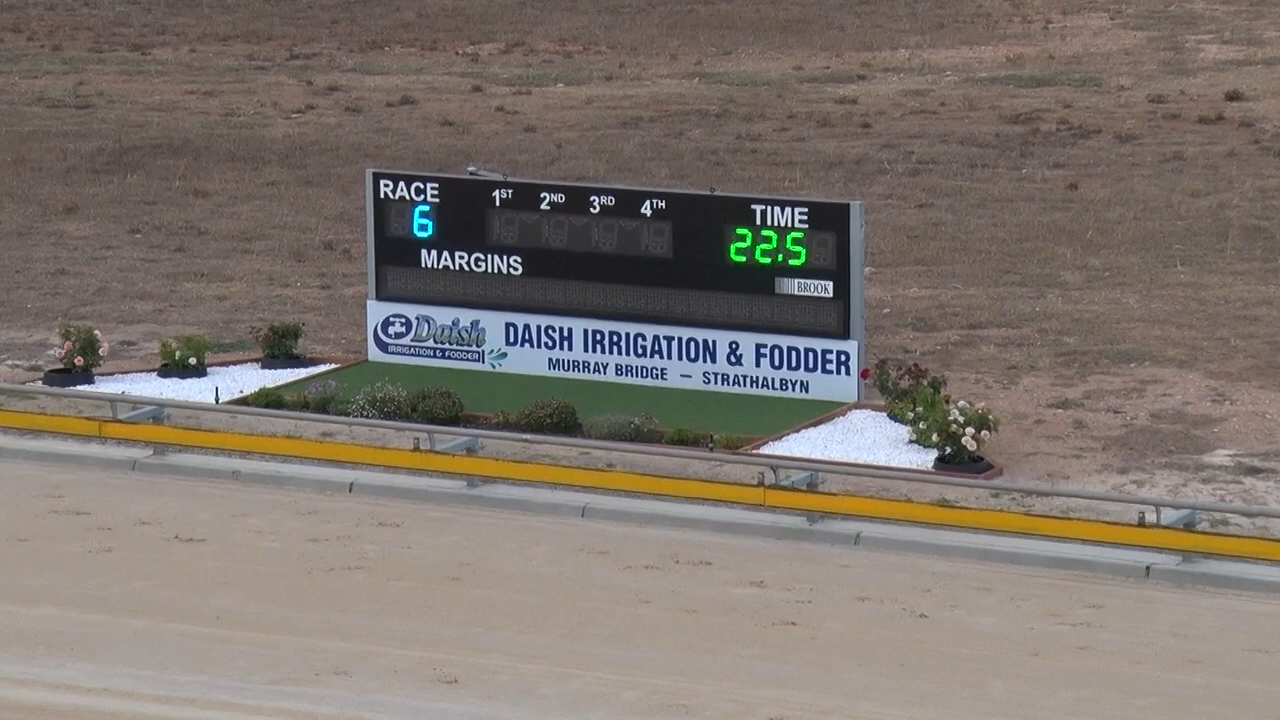 RACE 1ST 2ND 3RD 4TH TIME
6 22.5
MARGINS
BROOK
Daish
IRRIGATION & FODDER
DAISH IRRIGATION & FODDER
MURRAY BRIDGE — STRATHALBYN